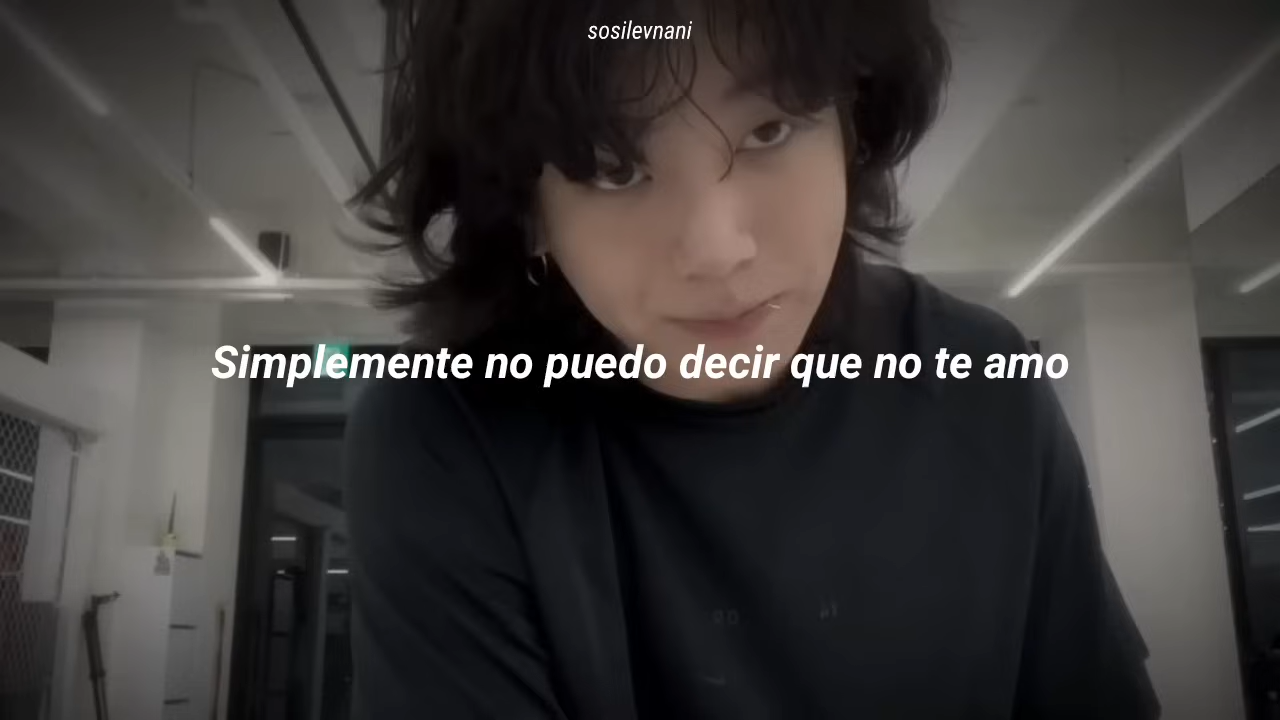 sosilevnani
Simplemente no puedo decir que no te amo